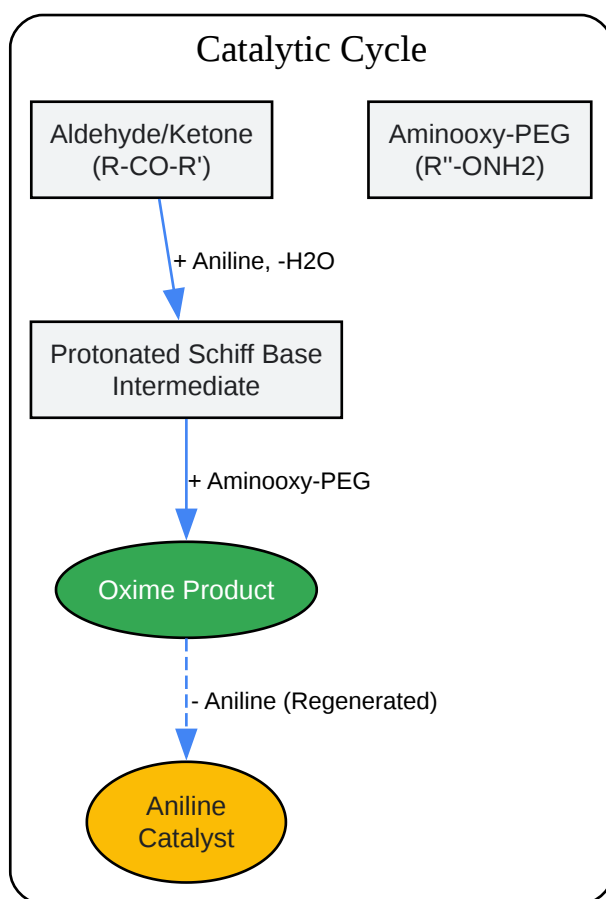 Catalytic Cycle
Aldehyde/Ketone
(R-CO-R')
Aminooxy-PEG
(R''-ONH2)
+ Aniline, -H2O
Protonated Schiff Base
Intermediate
+ Aminooxy-PEG
Oxime Product
- Aniline (Regenerated)
Aniline
Catalyst